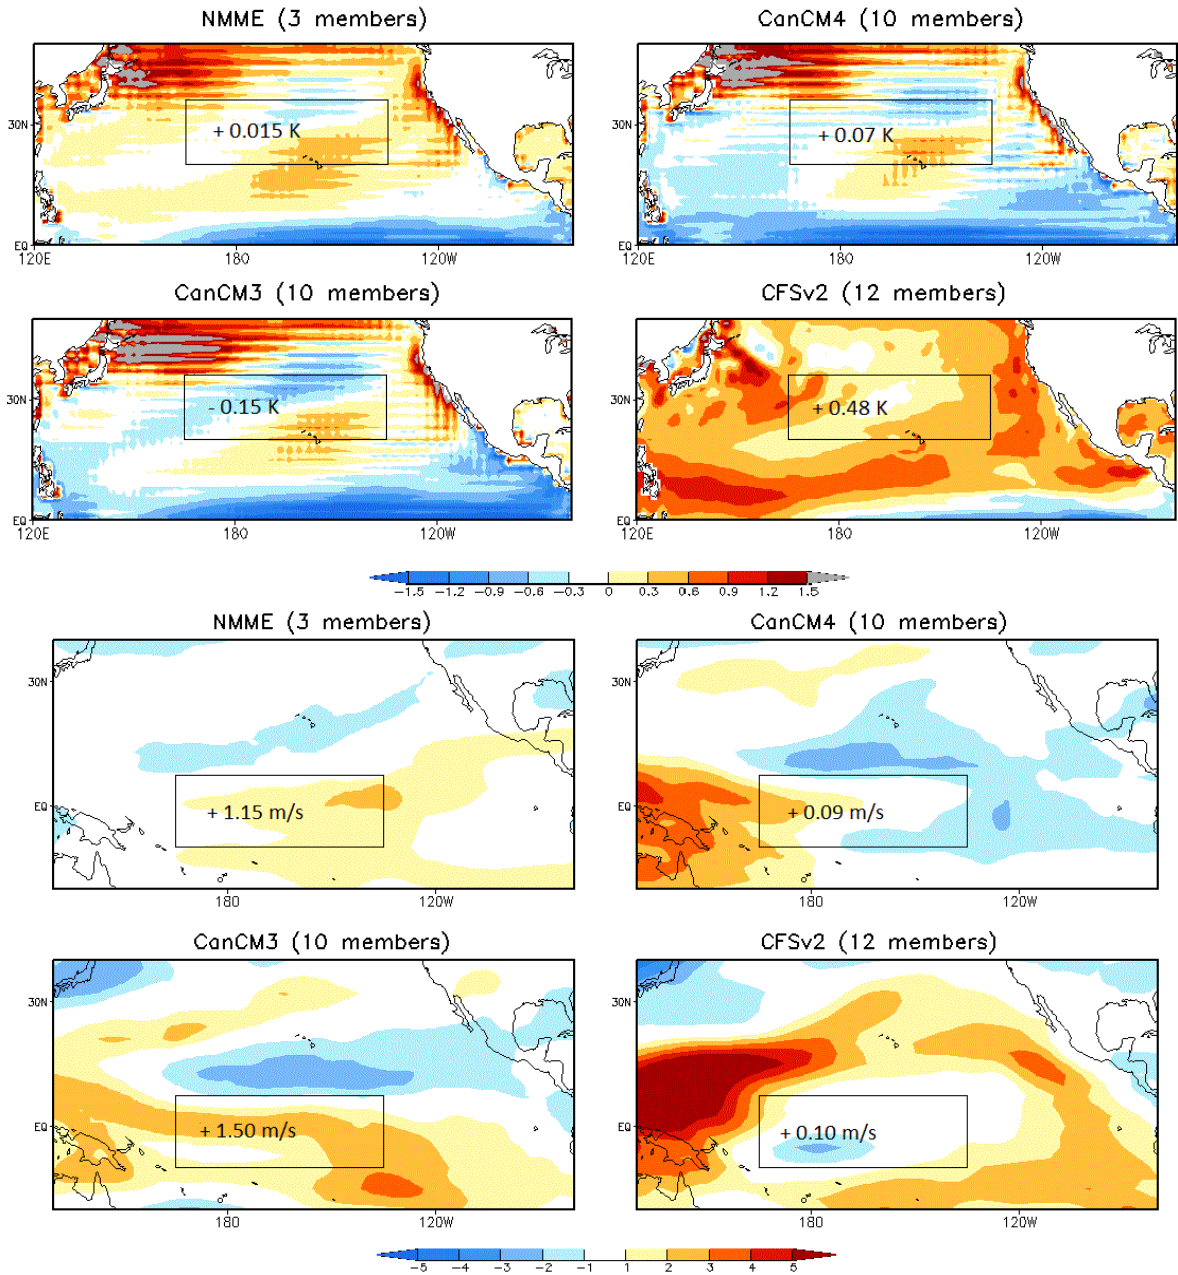 NMME (3 members)
CanCM4 (10 members)
30N
+ 0.015 K
30N
+ 0.07 K
EQ
EQ
120E
180
120W
120E
180
120W
CanCM3 (10 members)
CFSv2 (12 members)
30N
- 0.15 K
30N
+ 0.48 K
EQ
EQ
120E
180
120W
120E
180
120W
-1.5 -1.2 -0.9 -0.6 -0.3 0 0.3 0.6 0.9 1.2 1.5
NMME (3 members)
CanCM4 (10 members)
30N
30N
EQ
+ 1.15 m/s
EQ
+ 0.09 m/s
180
120W
180
120W
CanCM3 (10 members)
CFSv2 (12 members)
30N
30N
EQ
+ 1.50 m/s
EQ
+ 0.10 m/s
180
120W
180
120W
-5 -4 -3 -2 -1 1 2 3 4 5